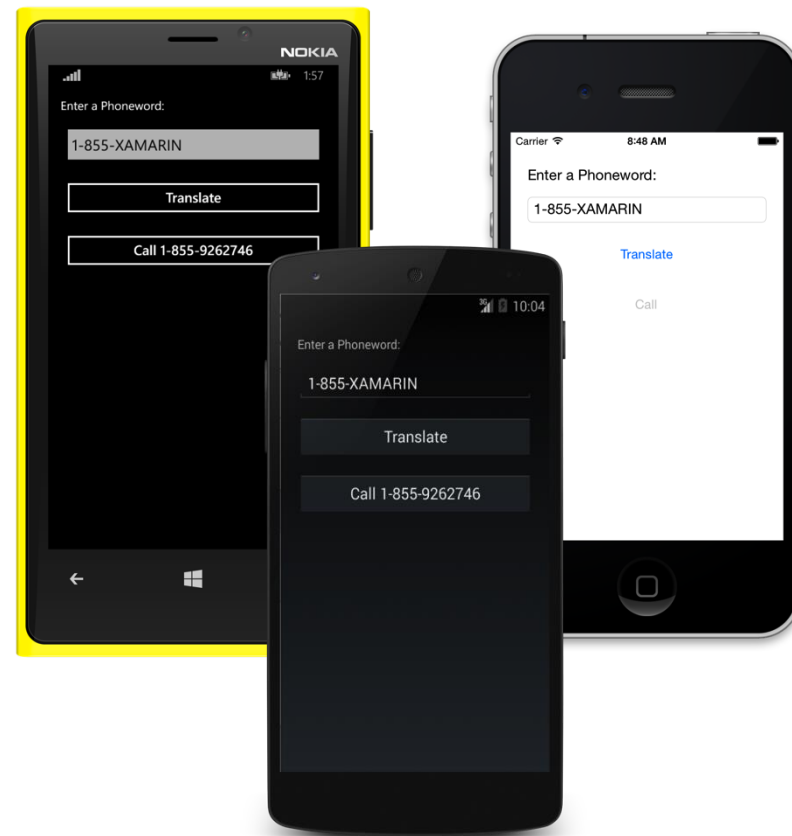 NOKIA
1:57
Enter a Phoneword:
1-855-XAMARIN
Translate
Call 1-855-9262746
Carrier 8:48 AM
Enter a Phoneword:
1-855-XAMARIN
Translate
Call
3G 10:04
Enter a Phoneword:
1-855-XAMARIN
Translate
Call 1-855-9262746